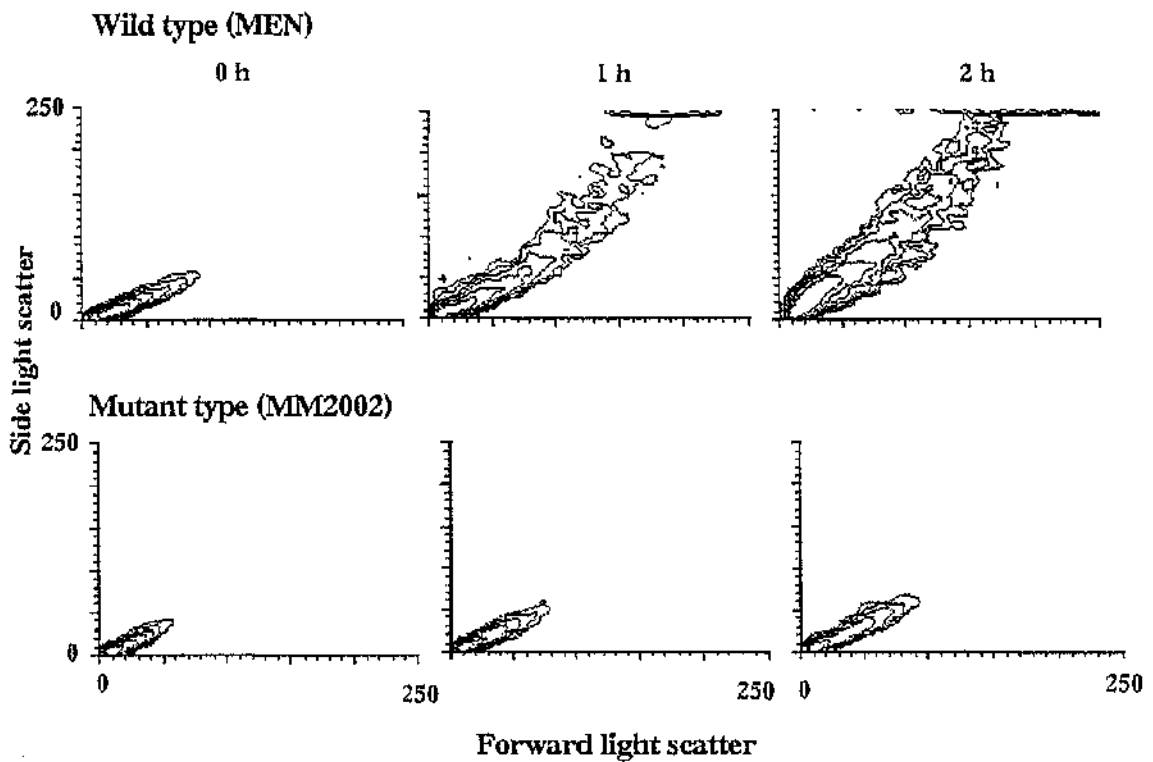 Wild type (MEN)
0 h
1 h
2 h
250
0
Side light scatter
Mutant type (MM2002)
250
0
0
250
250
0
250
Forward light scatter